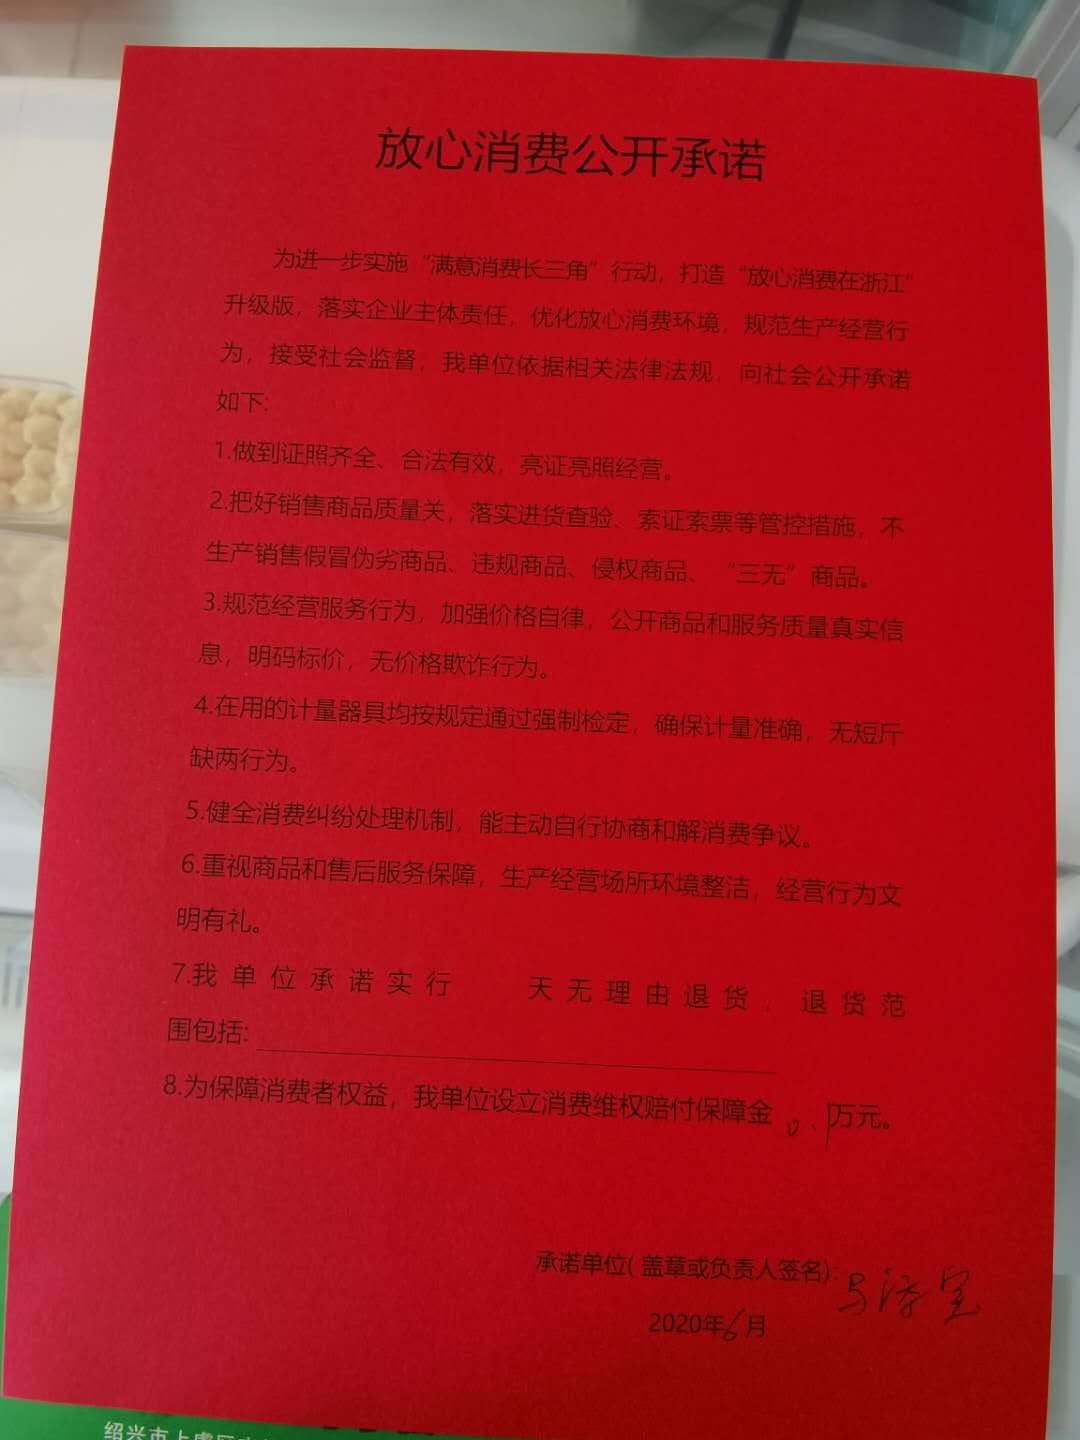 放心消费公开承诺
为进一步实施“满意消费长三角”行动，打造“放心消费在浙江”
升级版，落实企业主体责任，优化放心消费环境，规范生产经营行
为，接受社会监督，我单位依据相关法律法规，向社会公开承诺
如下:
1.做到证照齐全、合法有效，亮证亮照经营。
2.把好销售商品质量关，落实进货查验、索证索票等管控措施，不
生产销售假冒伪劣商品、违规商品、侵权商品、“三无”商品。
3.规范经营服务行为，加强价格自律，公开商品和服务质量真实信
息，明码标价，无价格欺诈行为。
4.在用的计量器具均按规定通过强制检定，确保计量准确，无短斤
缺两行为。
5.健全消费纠纷处理机制，能主动自行协商和解消费争议。
6.重视商品和售后服务保障，生产经营场所环境整洁，经营行为文
明有礼。
7.我单位承诺实行 天无理由退货，退货范
围包括:
8.为保障消费者权益，我单位设立消费维权赔付保障金 0.1万元。
承诺单位(盖章或负责人签名):
2020年6月
绍兴市上虞区